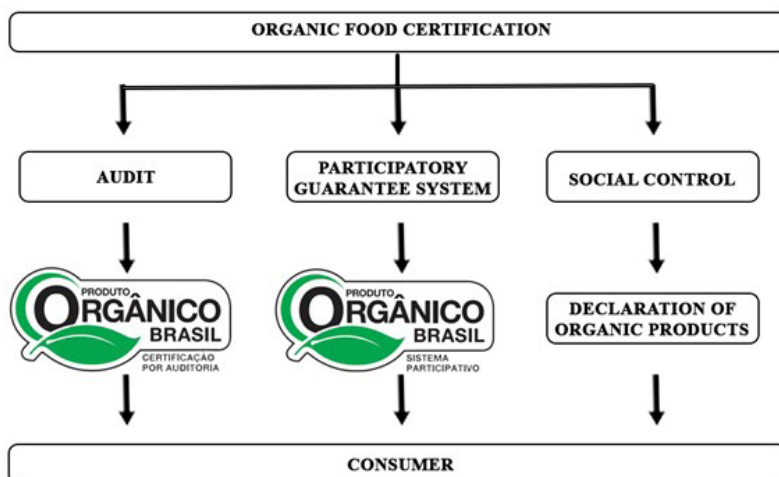 ORGANIC FOOD CERTIFICATION
AUDIT
PARTICIPATORY
GUARANTEE SYSTEM
SOCIAL CONTROL
PRODUTO
ORGÂNICO
BRASIL
CERTIFICAÇÃO
POR AUDITORIA
PRODUTO
ORGÂNICO
BRASIL
SISTEMA
PARTICIPATIVO
DECLARATION OF
ORGANIC PRODUCTS
CONSUMER